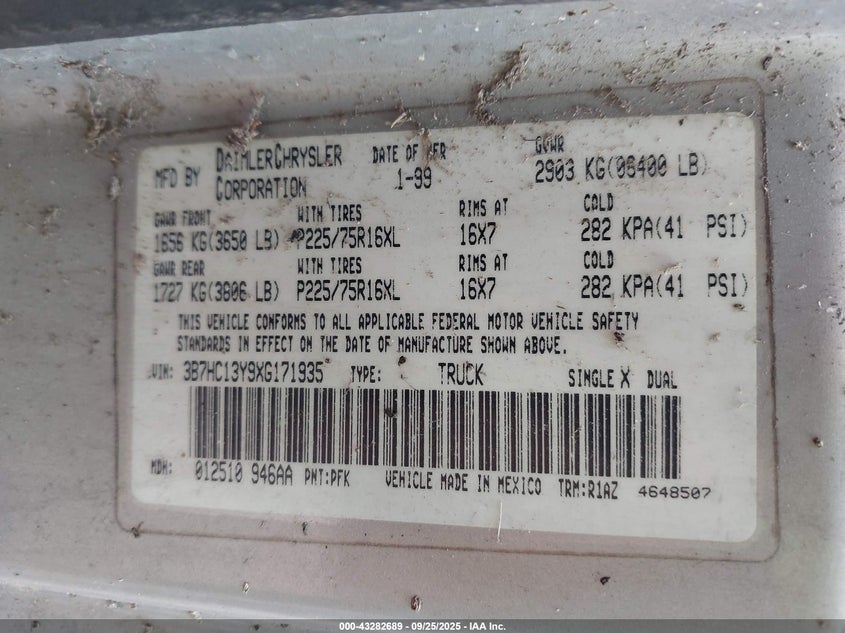 MFD BY DAIMLERCHRYSLER CORPORATION DATE OF MFR 1-99 GVWR 2903 KG(06400 LB)
GAWR FRONT WITH TIRES RIMS AT COLD
1656 KG(3650 LB) P225/75R16XL 16X7 282 KPA(41 PSI)
GAWR REAR WITH TIRES RIMS AT COLD
1727 KG(3806 LB) P225/75R16XL 16X7 282 KPA(41 PSI)
THIS VEHICLE CONFORMS TO ALL APPLICABLE FEDERAL MOTOR VEHICLE SAFETY
STANDARDS IN EFFECT ON THE DATE OF MANUFACTURE SHOWN ABOVE.
VIN: 3B7HC13Y9XG171935 TYPE: TRUCK SINGLE X DUAL
MDH: 012510 946AA PNT:PFK VEHICLE MADE IN MEXICO TRM:R1AZ 4648507
000-43282689 - 09/25/2025 - IAA Inc.